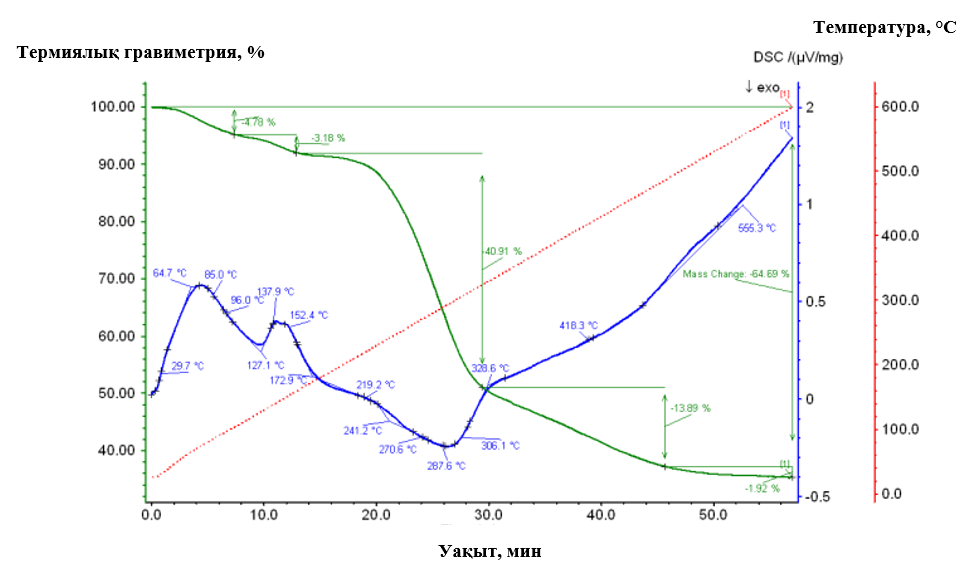 Температура, °C
Термиялық гравиметрия, %
DSC /(µV/mg)
↓ exo
[1]
100.00
90.00
80.00
70.00
60.00
50.00
40.00
-4.78 %
-3.18 %
-40.91 %
-13.89 %
-1.92 %
Mass Change: -64.69 %
[1]
[1]
64.7 °C
85.0 °C
96.0 °C
137.9 °C
152.4 °C
29.7 °C
127.1 °C
172.9 °C
219.2 °C
241.2 °C
270.6 °C
287.6 °C
306.1 °C
328.6 °C
418.3 °C
555.3 °C
2
1
0.5
0
-0.5
600.0
500.0
400.0
300.0
200.0
100.0
0.0
0.0 10.0 20.0 30.0 40.0 50.0
Уақыт, мин